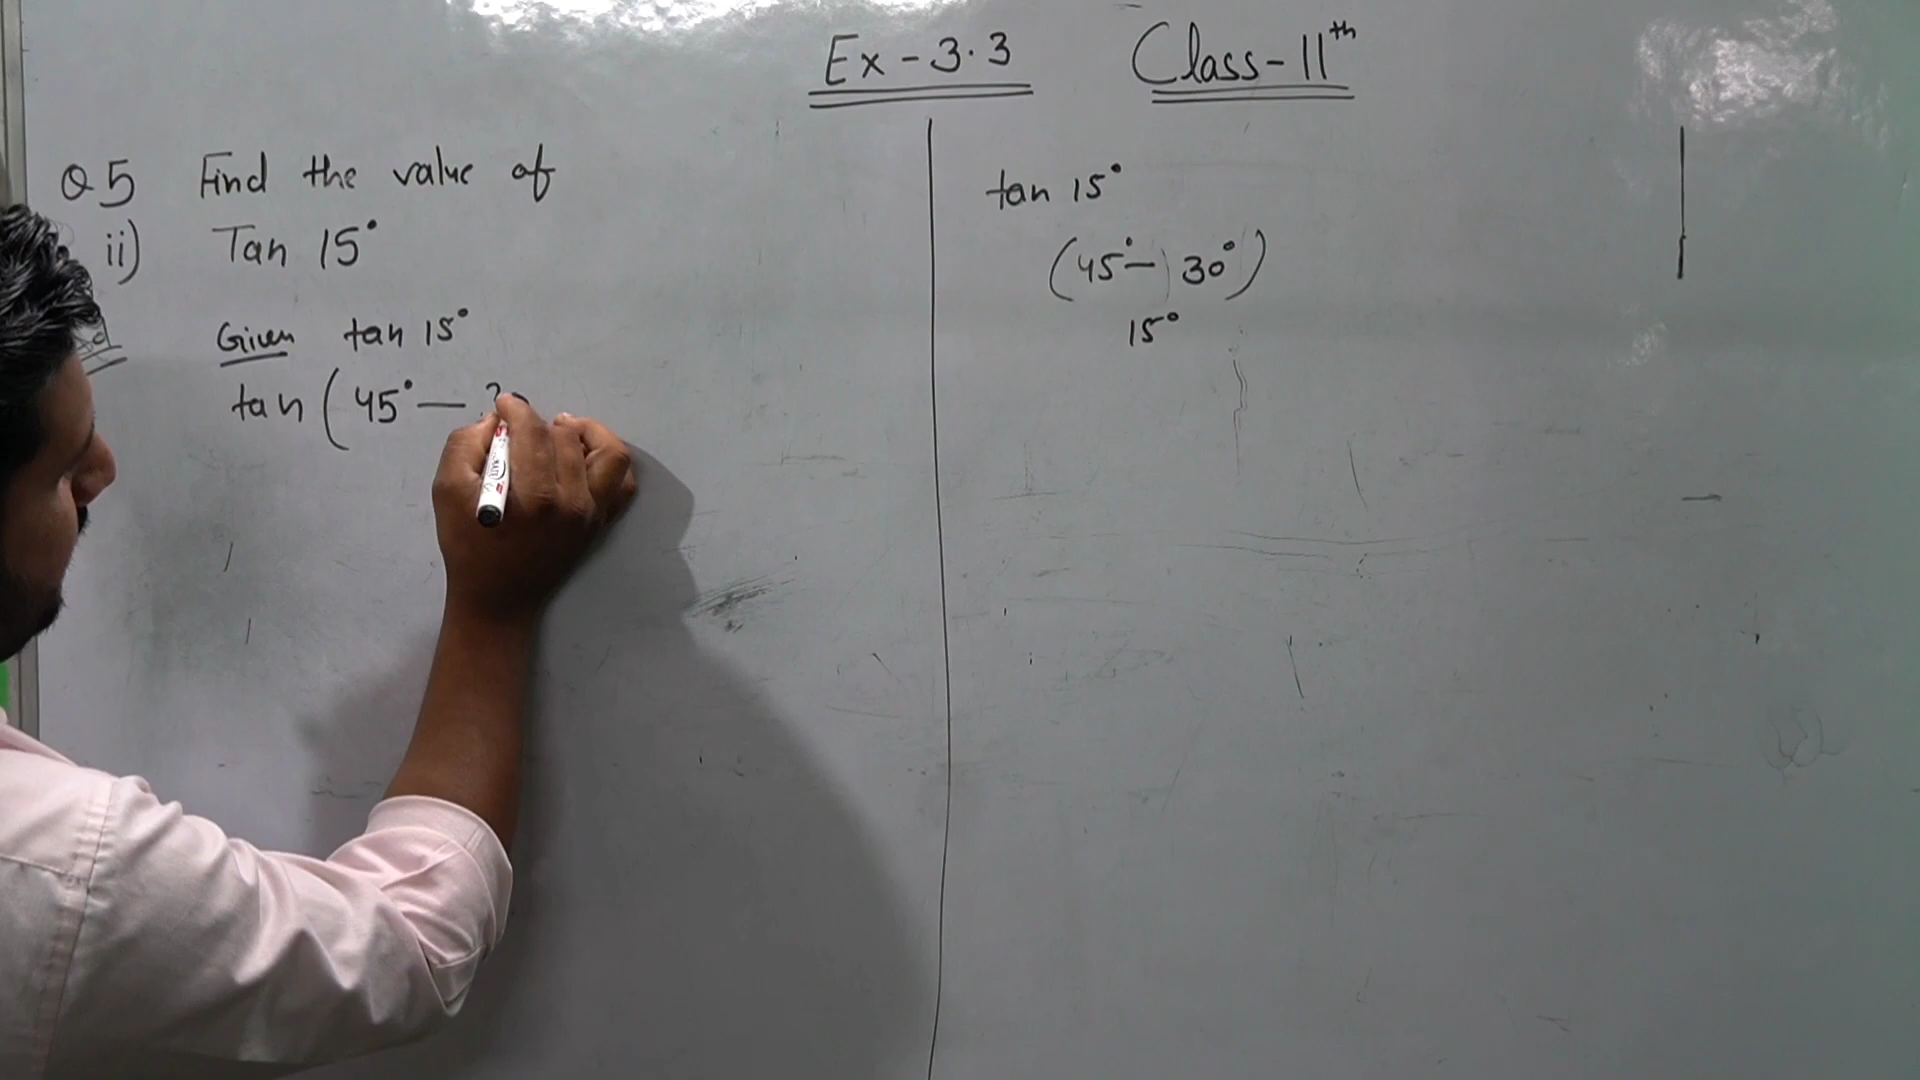 Ex - 3.3 Class - 11th
Q5 Find the value of
ii) Tan 15°
Given tan 15°
tan ( 45° — 30
tan 15°
(45° — 30°)
15°